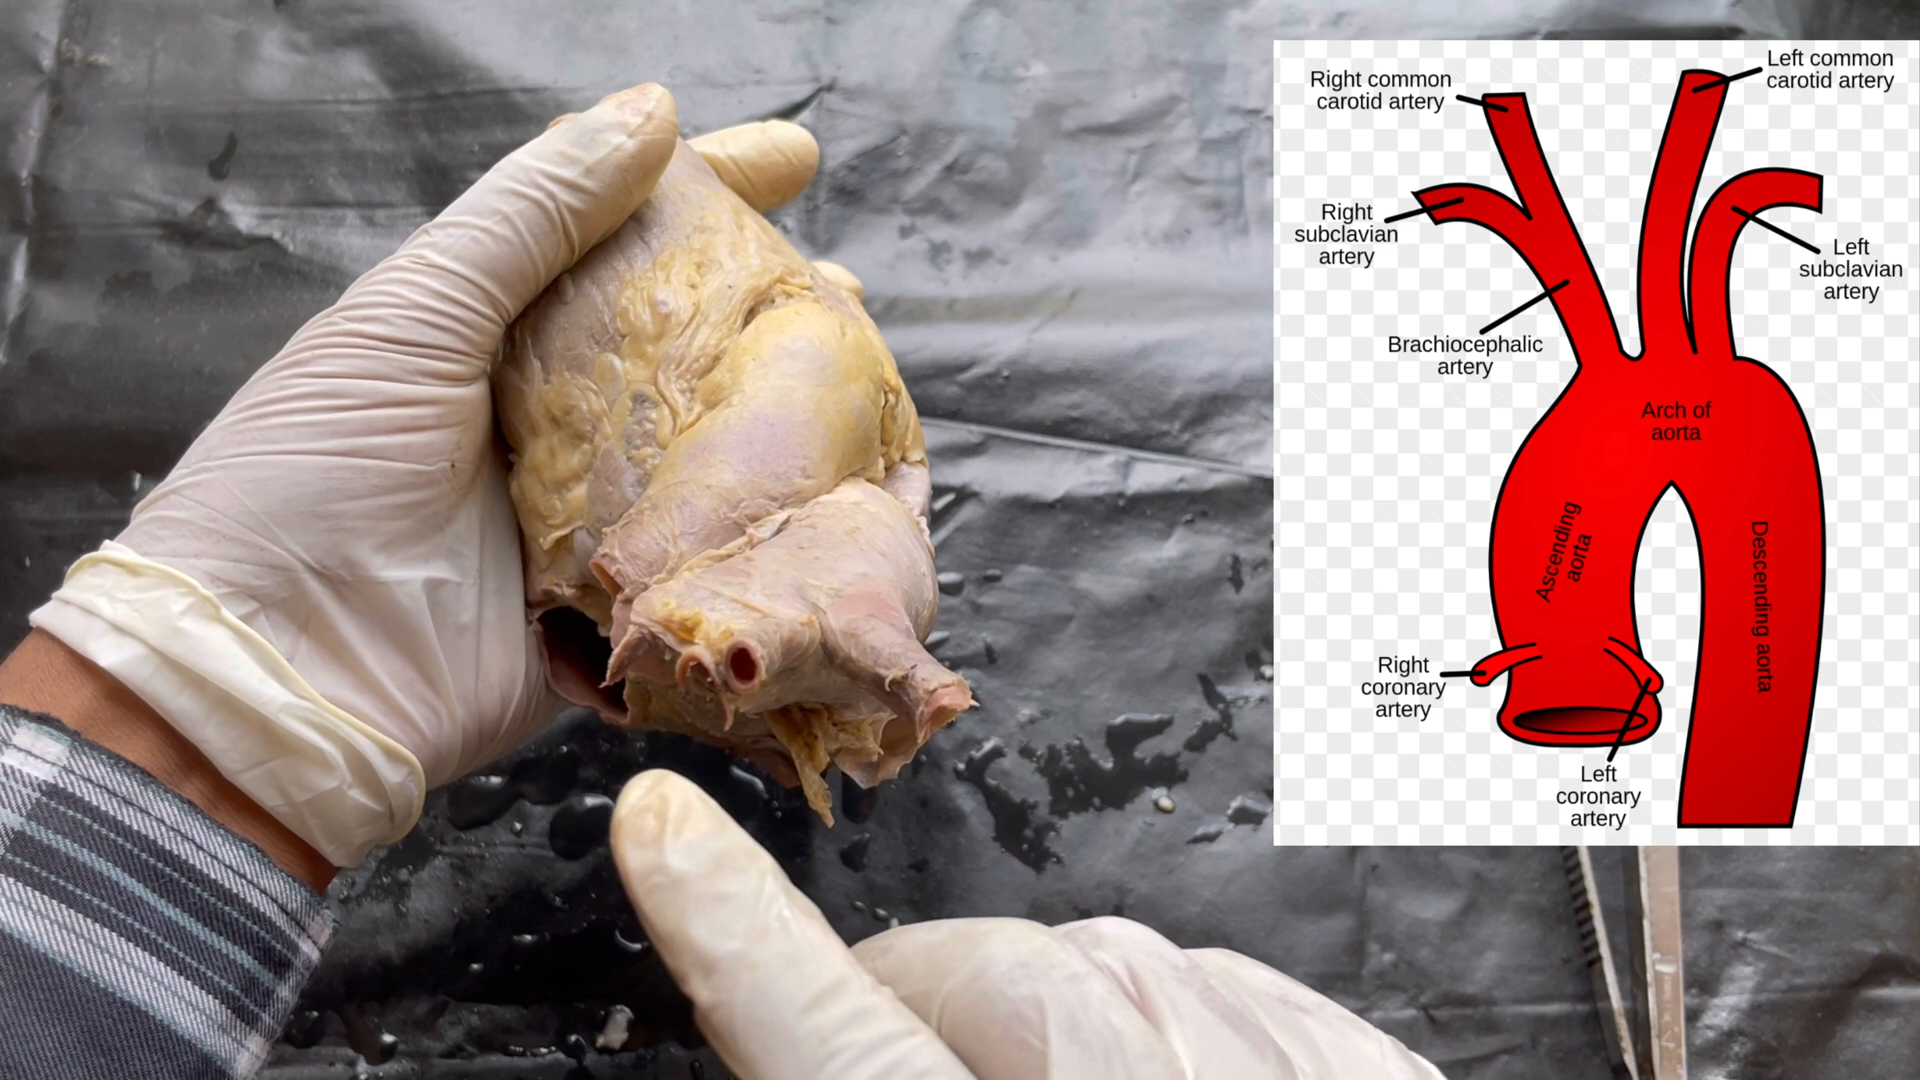 Right common
carotid artery
Left common
carotid artery
Right
subclavian
artery
Left
subclavian
artery
Brachiocephalic
artery
Arch of
aorta
Ascending
aorta
Descending aorta
Right
coronary
artery
Left
coronary
artery